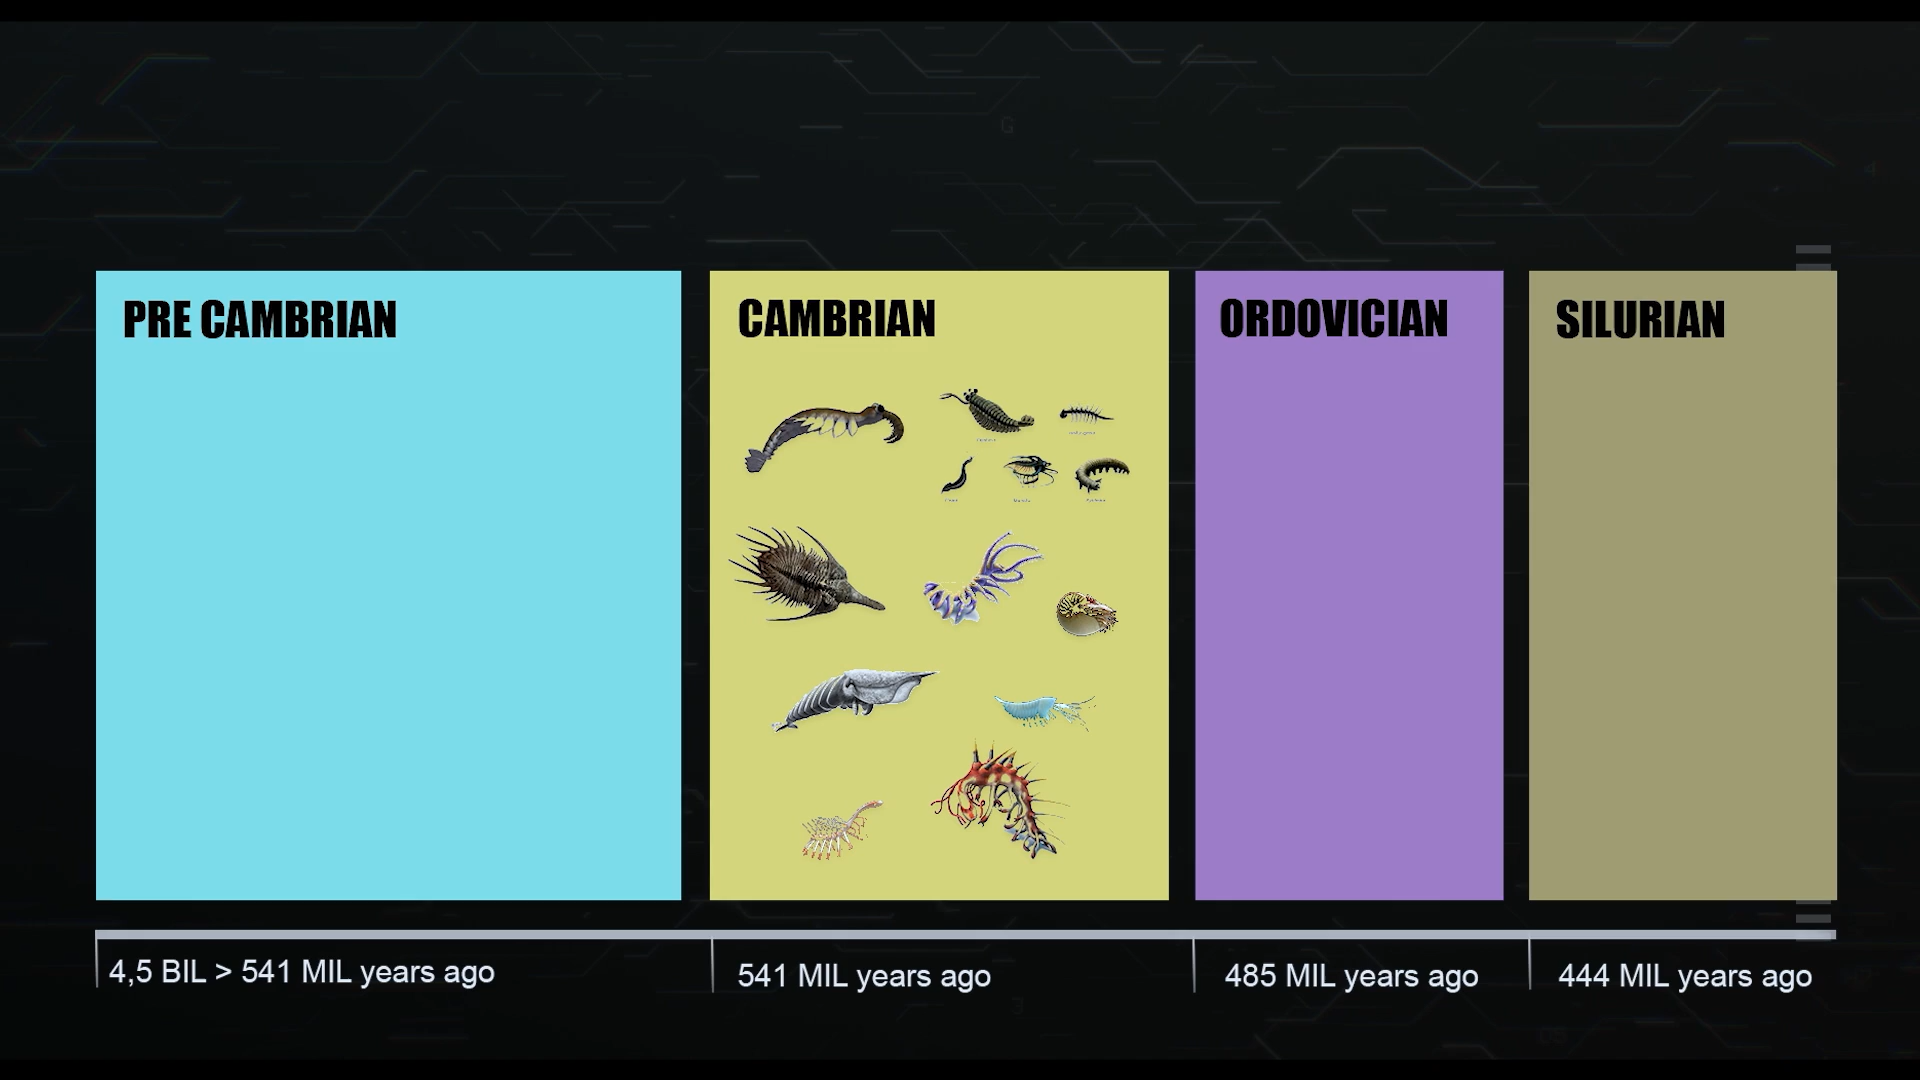 PRE CAMBRIAN
CAMBRIAN
ORDOVICIAN
SILURIAN
4,5 BIL > 541 MIL years ago
541 MIL years ago
485 MIL years ago
444 MIL years ago